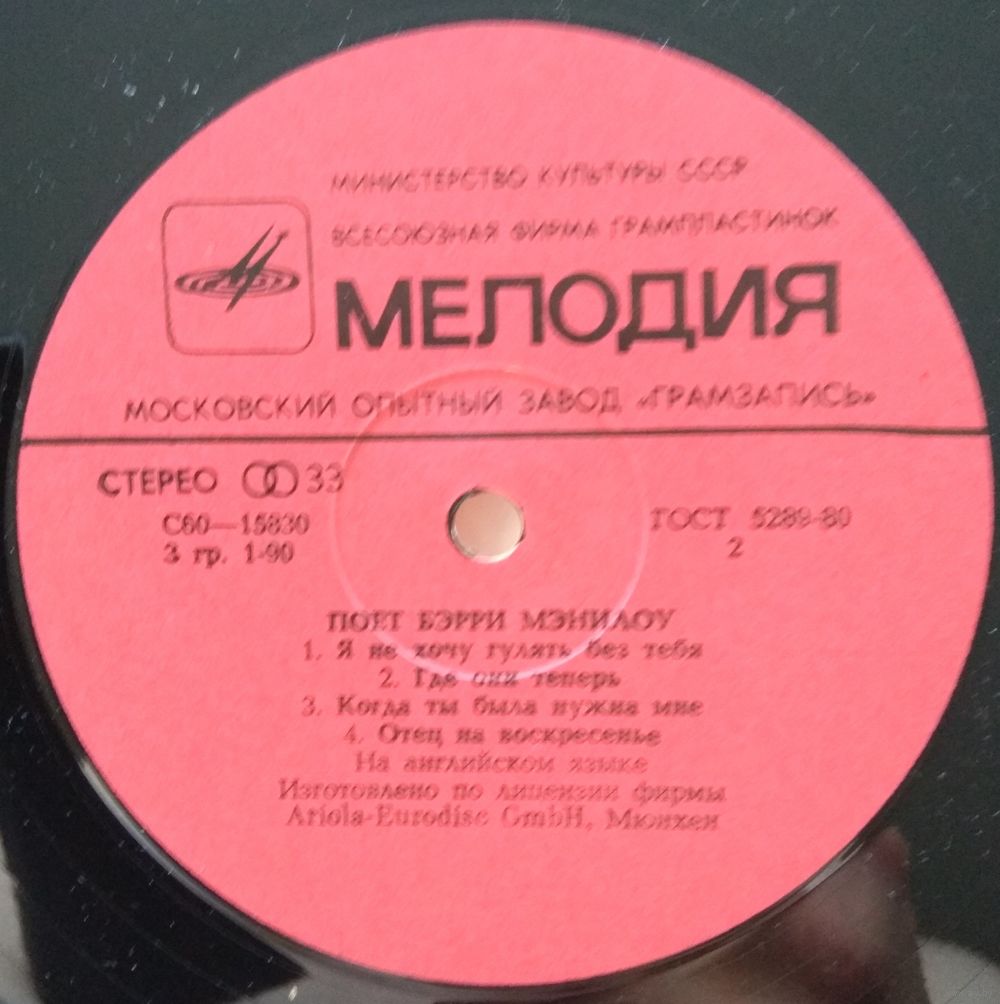 МИНИСТЕРСТВО КУЛЬТУРЫ СССР
ВСЕСОЮЗНАЯ ФИРМА ГРАМПЛАСТИНОК
МЕЛОДИЯ
МОСКОВСКИЙ ОПЫТНЫЙ ЗАВОД «ГРАМЗАПИСЬ»
СТЕРЕО 33
С60—15830
3 гр. 1-90
ГОСТ 5289-80
2
ПОЕТ БЭРРИ МЭНИЛОУ
1. Я не хочу гулять без тебя
2. Где они теперь
3. Когда ты была нужна мне
4. Отец на воскресенье
На английском языке
Изготовлено по лицензии фирмы
Ariola-Eurodisc GmbH, Мюнхен